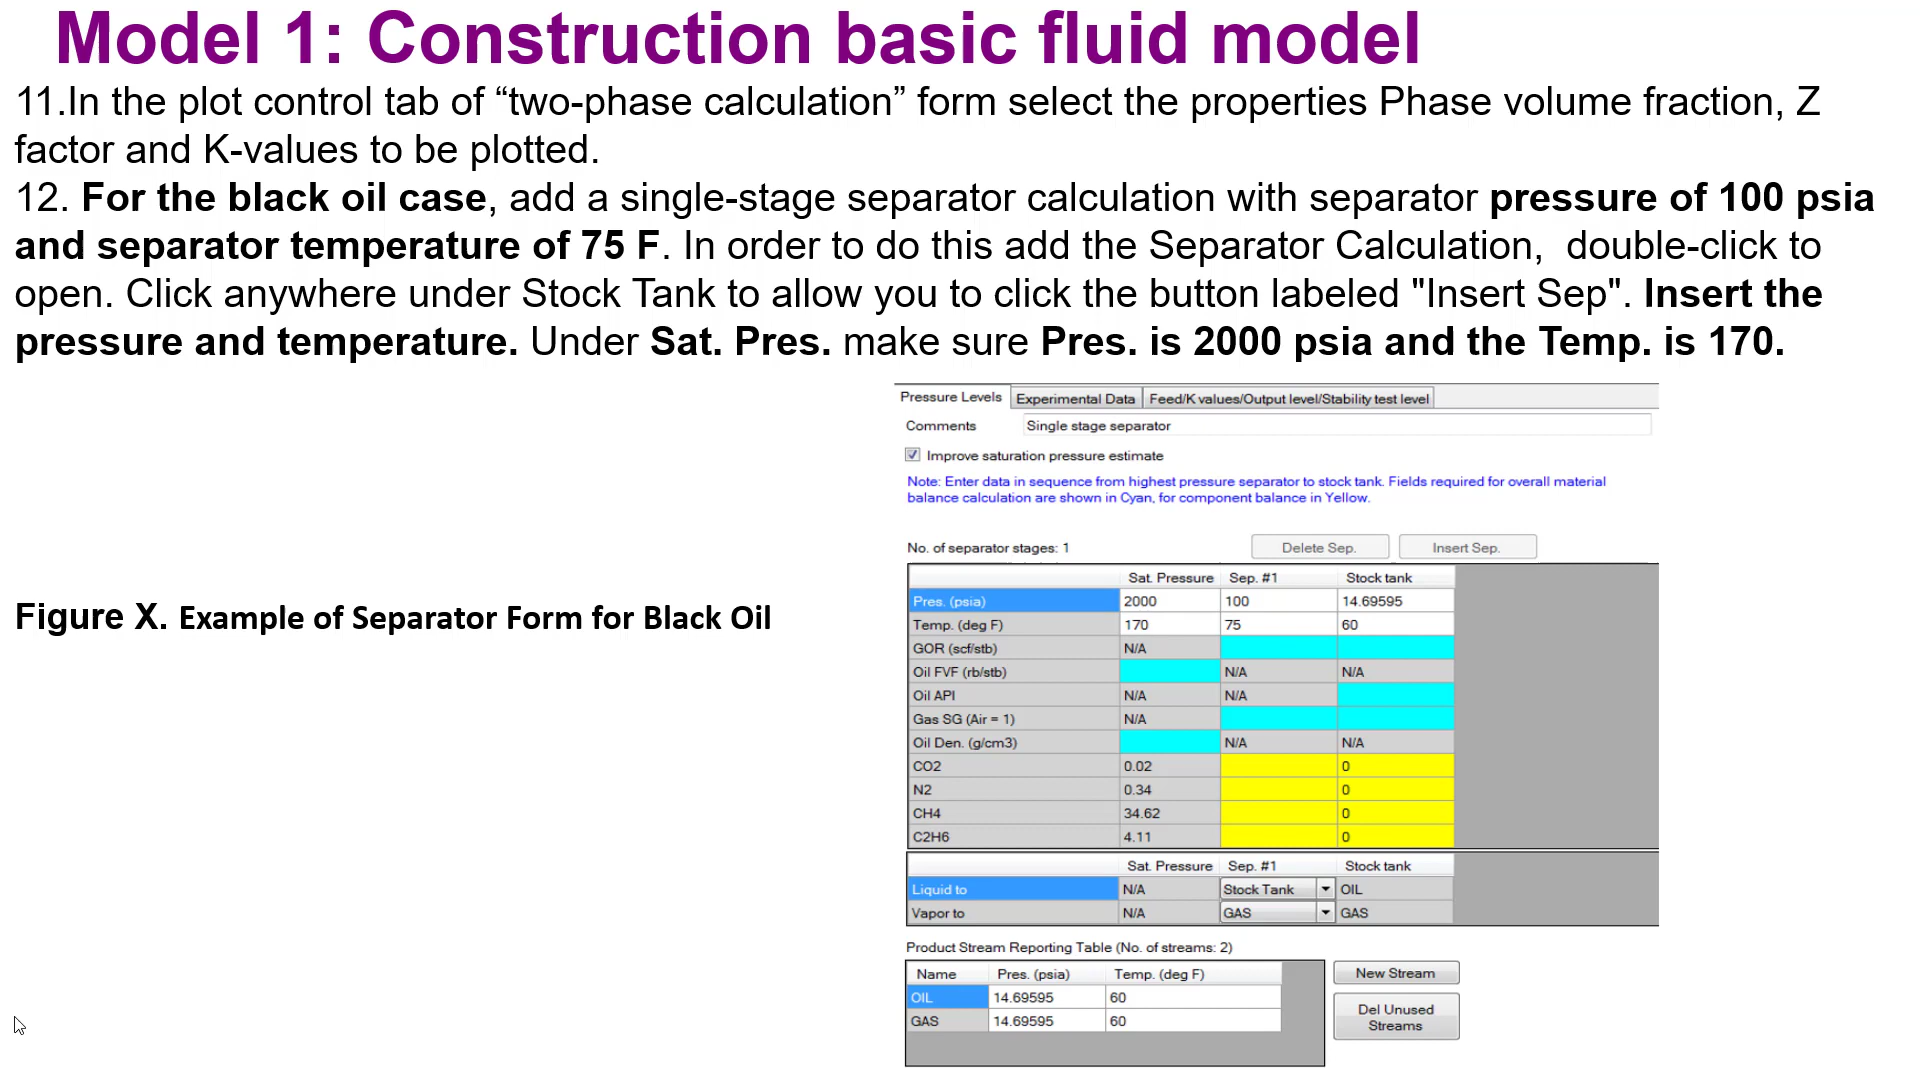 Model 1: Construction basic fluid model
11.In the plot control tab of “two-phase calculation” form select the properties Phase volume fraction, Z
factor and K-values to be plotted.
12. For the black oil case, add a single-stage separator calculation with separator pressure of 100 psia
and separator temperature of 75 F. In order to do this add the Separator Calculation,  double-click to
open. Click anywhere under Stock Tank to allow you to click the button labeled "Insert Sep". Insert the
pressure and temperature. Under Sat. Pres. make sure Pres. is 2000 psia and the Temp. is 170.
Figure X. Example of Separator Form for Black Oil
Pressure Levels Experimental Data Feed/K values/Output level/Stability test level
Comments Single stage separator
Improve saturation pressure estimate
Note: Enter data in sequence from highest pressure separator to stock tank. Fields required for overall material
balance calculation are shown in Cyan, for component balance in Yellow.
No. of separator stages: 1 Delete Sep. Insert Sep.
Sat. Pressure Sep. #1 Stock tank
Pres. (psia) 2000 100 14.69595
Temp. (deg F) 170 75 60
GOR (scf/stb) N/A
Oil FVF (rb/stb) N/A N/A
Oil API N/A N/A
Gas SG (Air = 1) N/A
Oil Den. (g/cm3) N/A N/A
CO2 0.02 0
N2 0.34 0
CH4 34.62 0
C2H6 4.11 0
Sat. Pressure Sep. #1 Stock tank
Liquid to N/A Stock Tank OIL
Vapor to N/A GAS GAS
Product Stream Reporting Table (No. of streams: 2)
Name Pres. (psia) Temp. (deg F) New Stream
OIL 14.69595 60
GAS 14.69595 60
Del Unused
Streams